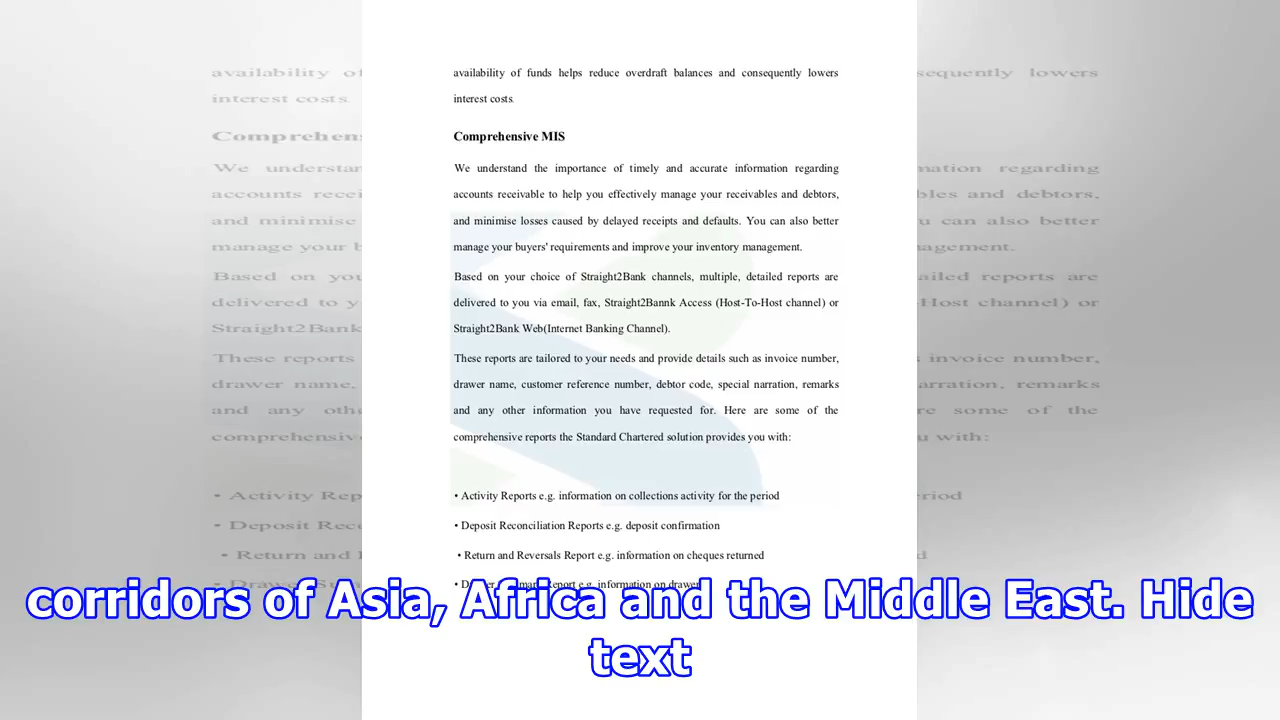 availability of funds helps reduce overdraft balances and consequently lowers
interest costs.
Comprehensive MIS
We understand the importance of timely and accurate information regarding
accounts receivable to help you effectively manage your receivables and debtors,
and minimise losses caused by delayed receipts and defaults. You can also better
manage your buyers' requirements and improve your inventory management.
Based on your choice of Straight2Bank channels, multiple, detailed reports are
delivered to you via email, fax, Straight2Bannk Access (Host-To-Host channel) or
Straight2Bank Web(Internet Banking Channel).
These reports are tailored to your needs and provide details such as invoice number,
drawer name, customer reference number, debtor code, special narration, remarks
and any other information you have requested for. Here are some of the
comprehensive reports the Standard Chartered solution provides you with:
• Activity Reports e.g. information on collections activity for the period
• Deposit Reconciliation Reports e.g. deposit confirmation
• Return and Reversals Report e.g. information on cheques returned
• Report e.g. information on drawer
corridors of Asia, Africa and the Middle East. Hide
text